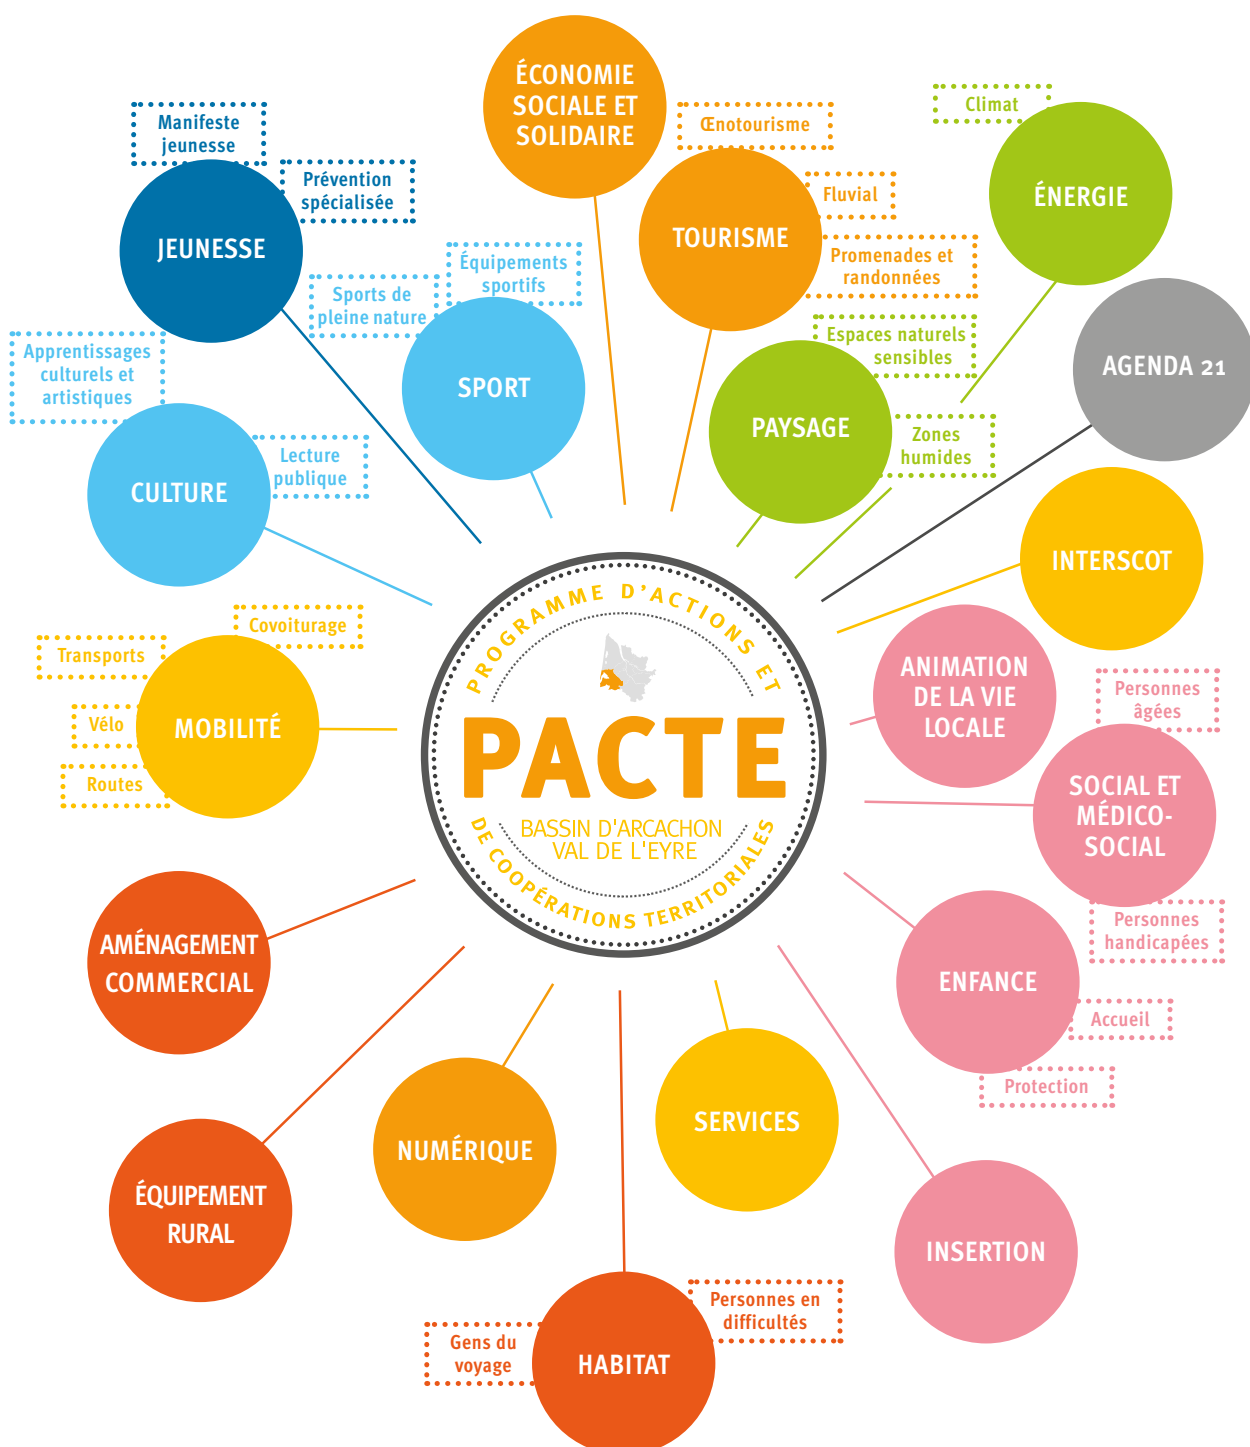 ÉCONOMIE
SOCIALE ET
SOLIDAIRE
Manifeste
jeunesse
Prévention
spécialisée
JEUNESSE
Œnotourisme
Fluvial
Promenades et
randonnées
TOURISME
Climat
ÉNERGIE
Équipements
sportifs
Sports de
pleine nature
SPORT
Espaces naturels
sensibles
Zones
humides
PAYSAGE
AGENDA 21
Apprentissages
culturels et
artistiques
Lecture
publique
CULTURE
INTERSCOT
Covoiturage
Transports
Vélo
Routes
MOBILITÉ
PROGRAMME D'ACTIONS ET
PACTE
BASSIN D'ARCACHON
VAL DE L'EYRE
DE COOPÉRATIONS TERRITORIALES
ANIMATION
DE LA VIE
LOCALE
Personnes
âgées
SOCIAL ET
MÉDICO-
SOCIAL
Personnes
handicapées
AMÉNAGEMENT
COMMERCIAL
ENFANCE
Accueil
Protection
ÉQUIPEMENT
RURAL
NUMÉRIQUE
SERVICES
INSERTION
Gens du
voyage
Personnes en
difficultés
HABITAT